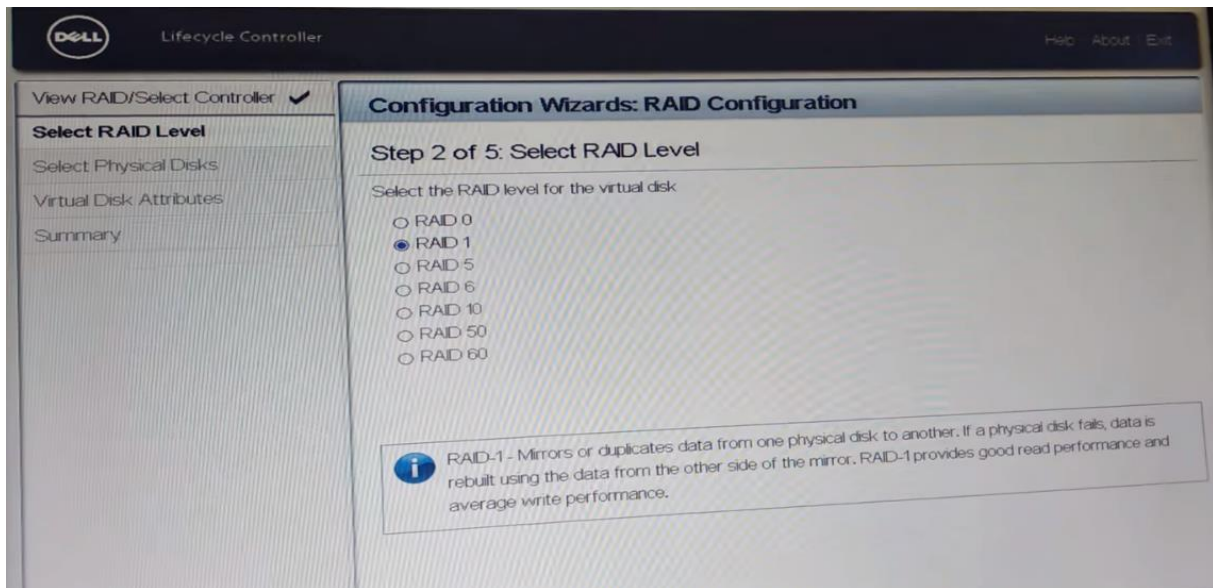 DELL
Lifecycle Controller
Help About Exit
View RAID/Select Controller
Select RAID Level
Select Physical Disks
Virtual Disk Attributes
Summary
Configuration Wizards: RAID Configuration
Step 2 of 5: Select RAID Level
Select the RAID level for the virtual disk
RAID 0
RAID 1
RAID 5
RAID 6
RAID 10
RAID 50
RAID 60
RAID-1 - Mirrors or duplicates data from one physical disk to another. If a physical disk fails, data is
rebuilt using the data from the other side of the mirror. RAID-1 provides good read performance and
average write performance.